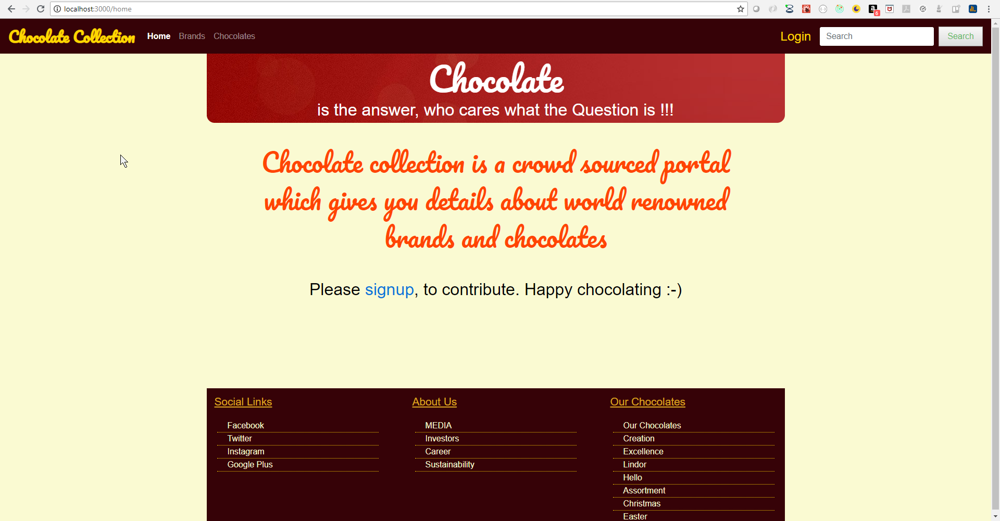 localhost:3000/home
6
Chocolate Collection Home Brands Chocolates Login Search Search
Chocolate
is the answer, who cares what the Question is !!!
Chocolate collection is a crowd sourced portal
which gives you details about world renowned
brands and chocolates
Please signup, to contribute. Happy chocolating :-)
Social Links
Facebook
Twitter
Instagram
Google Plus
About Us
MEDIA
Investors
Career
Sustainability
Our Chocolates
Our Chocolates
Creation
Excellence
Lindor
Hello
Assortment
Christmas
Easter